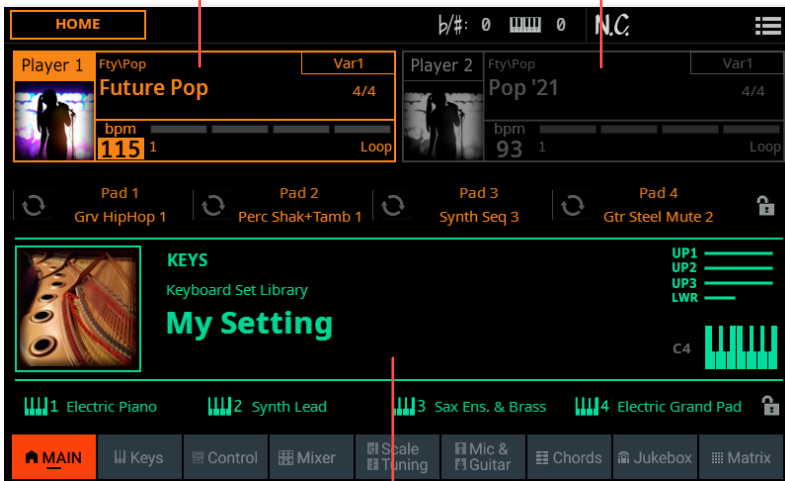 HOME
♭/#: 0 0 N.C.
Player 1 Fty\Pop Var1
Future Pop 4/4
bpm
115 1 Loop
Player 2 Fty\Pop Var1
Pop '21 4/4
bpm
93 1 Loop
Pad 1
Grv HipHop 1
Pad 2
Perc Shak+Tamb 1
Pad 3
Synth Seq 3
Pad 4
Gtr Steel Mute 2
KEYS
Keyboard Set Library
My Setting
UP1
UP2
UP3
LWR
C4
1 Electric Piano
2 Synth Lead
3 Sax Ens. & Brass
4 Electric Grand Pad
MAIN
Keys
Control
Mixer
Scale
Tuning
Mic &
Guitar
Chords
Jukebox
Matrix